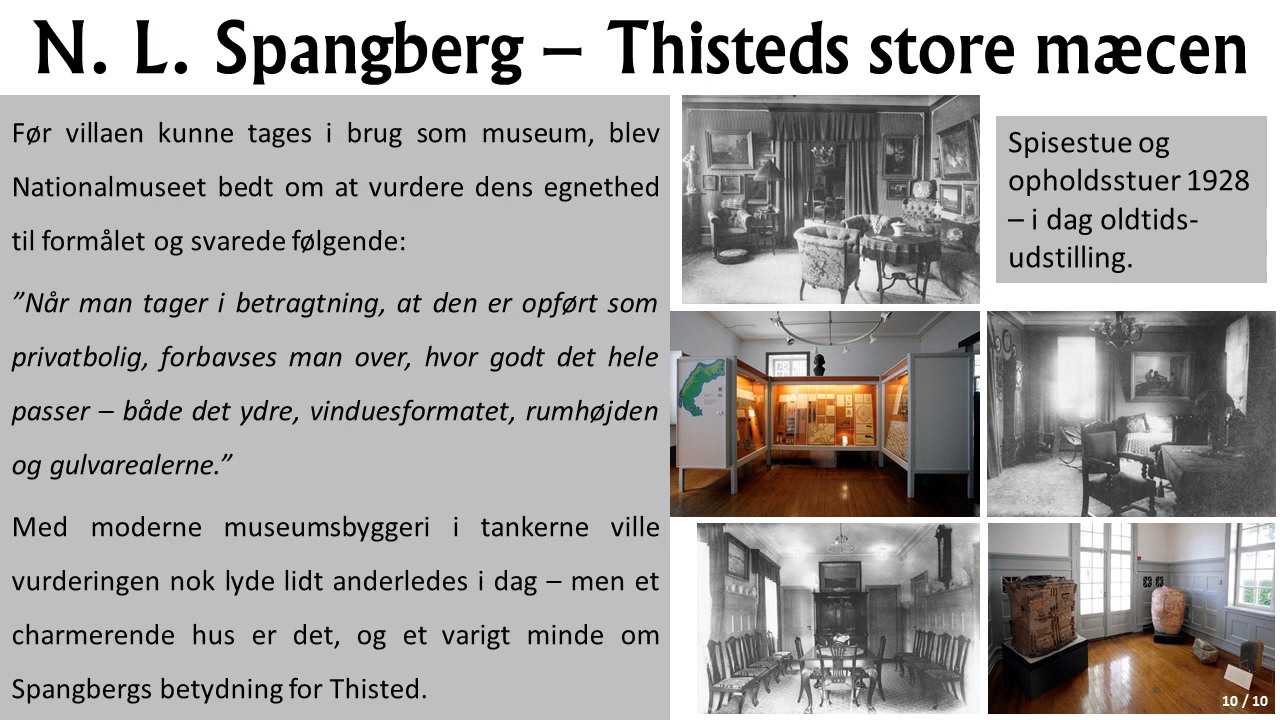 N. L. Spangberg – Thisteds store mæcen
Før villaen kunne tages i brug som museum, blev
Nationalmuseet bedt om at vurdere dens egnethed
til formålet og svarede følgende:
”Når man tager i betragtning, at den er opført som
privatbolig, forbavses man over, hvor godt det hele
passer – både det ydre, vinduesformatet, rumhøjden
og gulvarealerne.”
Med moderne museumsbyggeri i tankerne ville
vurderingen nok lyde lidt anderledes i dag – men et
charmerende hus er det, og et varigt minde om
Spangbergs betydning for Thisted.
Spisestue og
opholdsstuer 1928
– i dag oldtids-
udstilling.
10 / 10